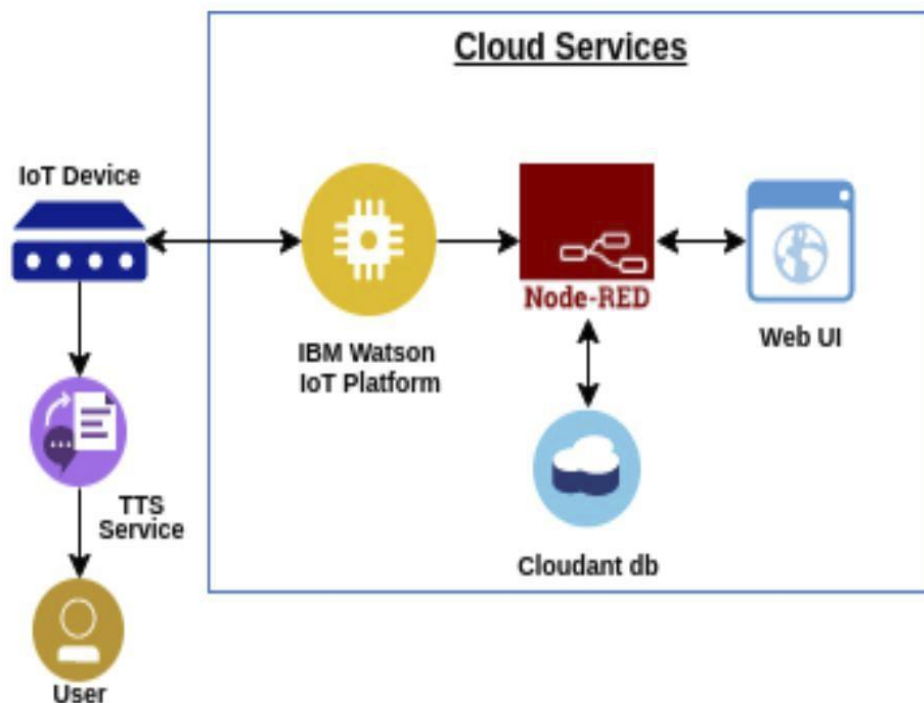 Cloud Services
IoT Device
Node-RED
IBM Watson
IoT Platform
Web UI
TTS
Service
Cloudant db
User